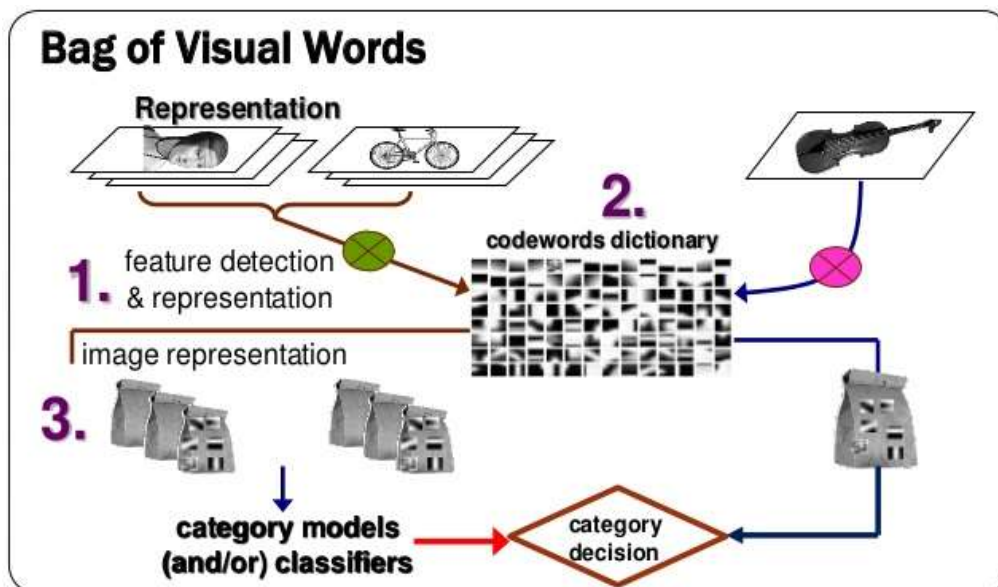 Bag of Visual Words
Representation
2.
codewords dictionary
1.
feature detection
& representation
image representation
3.
category models
(and/or) classifiers
category
decision